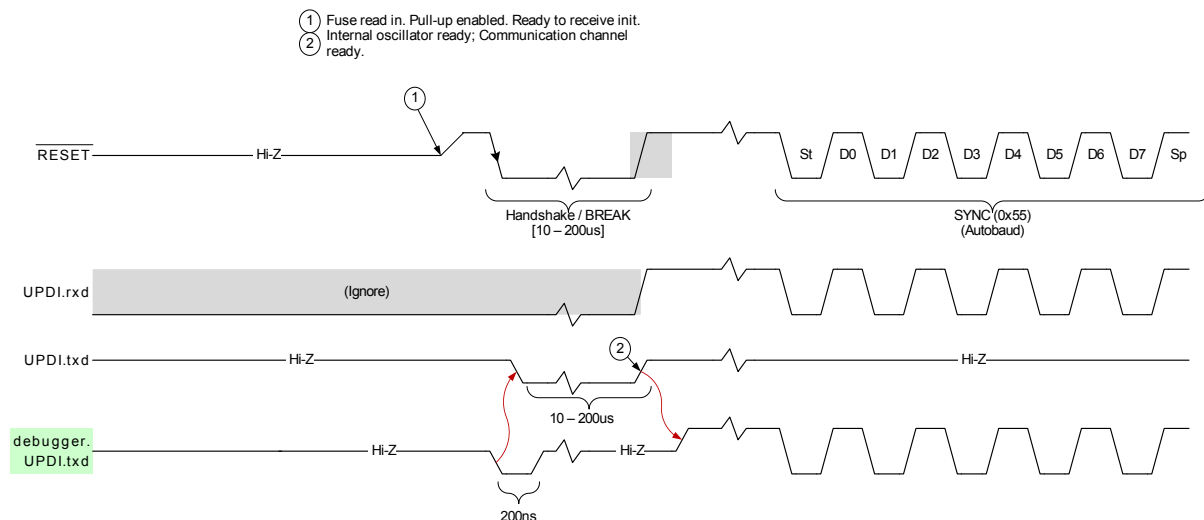 1 Fuse read in. Pull-up enabled. Ready to receive init.
2 Internal oscillator ready; Communication channel
ready.
1
RESET Hi-Z St D0 D1 D2 D3 D4 D5 D6 D7 Sp
Handshake / BREAK
[10 – 200us]
SYNC (0x55)
(Autobaud)
UPDI.rxd (Ignore)
2
UPDI.txd Hi-Z Hi-Z
10 – 200us
debugger.
UPDI.txd Hi-Z Hi-Z
200ns